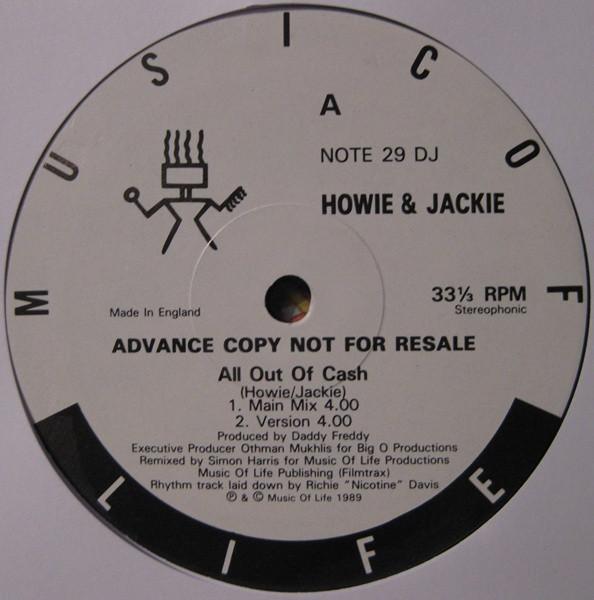 MUSIC OF LIFE
A
NOTE 29 DJ
HOWIE & JACKIE
Made In England
33⅓ RPM
Stereophonic
ADVANCE COPY NOT FOR RESALE
All Out Of Cash
(Howie/Jackie)
1. Main Mix 4.00
2. Version 4.00
Produced by Daddy Freddy
Executive Producer Othman Mukhlis for Big O Productions
Remixed by Simon Harris for Music Of Life Productions
Music Of Life Publishing (Filmtrax)
Rhythm track laid down by Richie "Nicotine" Davis
℗ & © Music Of Life 1989